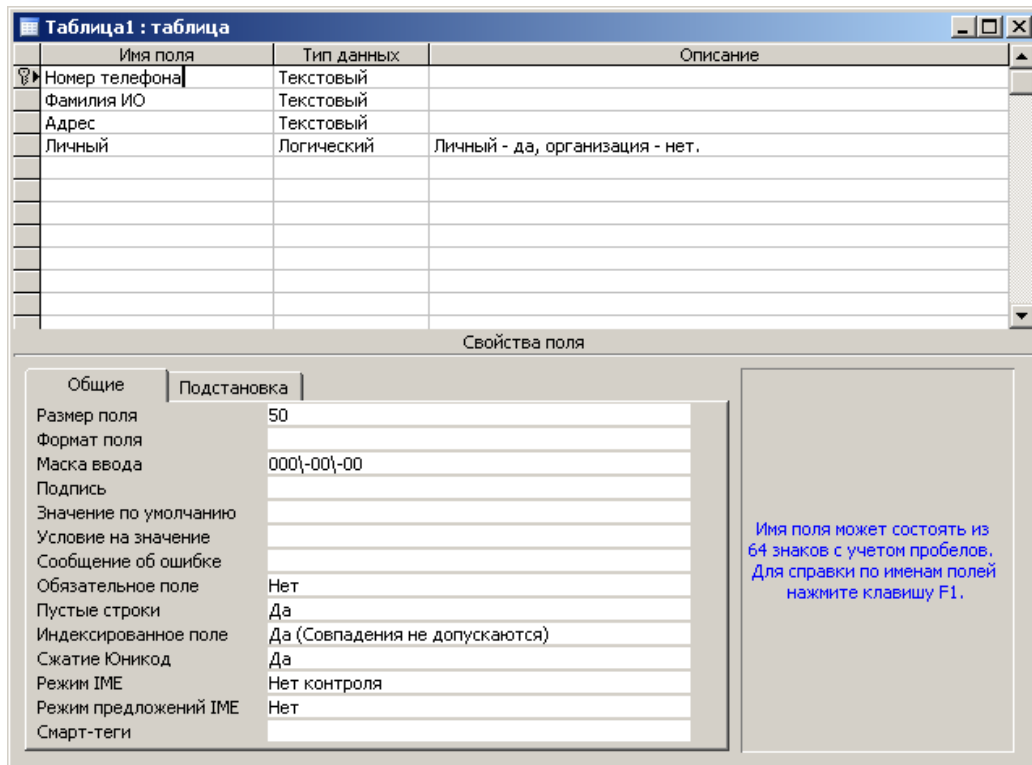 Таблица1 : таблица
Имя поля Тип данных Описание
Номер телефона Текстовый
Фамилия ИО Текстовый
Адрес Текстовый
Личный Логический Личный - да, организация - нет.
Свойства поля
Общие Подстановка
Размер поля 50
Формат поля
Маска ввода 000\-00\-00
Подпись
Значение по умолчанию
Условие на значение
Сообщение об ошибке
Обязательное поле Нет
Пустые строки Да
Индексированное поле Да (Совпадения не допускаются)
Сжатие Юникод Да
Режим IME Нет контроля
Режим предложений IME Нет
Смарт-теги
Имя поля может состоять из
64 знаков с учетом пробелов.
Для справки по именам полей
нажмите клавишу F1.